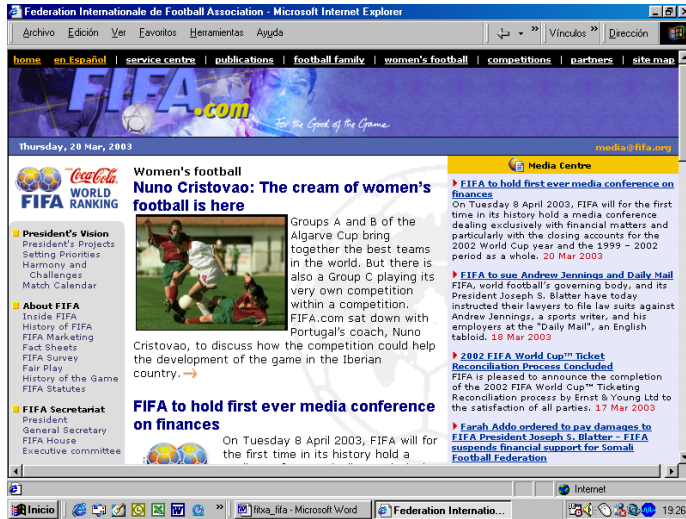 Federation Internationale de Football Association - Microsoft Internet Explorer
Archivo Edición Ver Favoritos Herramientas Ayuda
» Vínculos » Dirección
home en Español | service centre | publications | football family | women's football | competitions | partners | site map
FIFA.com
For the Good of the Game
Thursday, 20 Mar, 2003
media@fifa.org
Coca-Cola
FIFA WORLD RANKING
President's Vision
President's Projects
Setting Priorities
Harmony and
Challenges
Match Calendar
About FIFA
Inside FIFA
History of FIFA
FIFA Marketing
Fact Sheets
FIFA Survey
Fair Play
History of the Game
FIFA Statutes
FIFA Secretariat
President
General Secretary
FIFA House
Executive committee
Women's football
Nuno Cristovao: The cream of women's
football is here
Groups A and B of the
Algarve Cup bring
together the best teams
in the world. But there is
also a Group C playing its
very own competition
within a competition.
FIFA.com sat down with
Portugal's coach, Nuno
Cristovao, to discuss how the competition could help
the development of the game in the Iberian
country.
FIFA to hold first ever media conference
on finances
On Tuesday 8 April 2003, FIFA will for
the first time in its history hold a
Media Centre
FIFA to hold first ever media conference on
finances
On Tuesday 8 April 2003, FIFA will for the first
time in its history hold a media conference
dealing exclusively with financial matters and
particularly with the closing accounts for the
2002 World Cup year and the 1999 – 2002
period as a whole. 20 Mar 2003
FIFA to sue Andrew Jennings and Daily Mail
FIFA, world football's governing body, and its
President Joseph S. Blatter have today
instructed their lawyers to file law suits against
Andrew Jennings, a sports writer, and his
employers at the "Daily Mail", an English
tabloid. 18 Mar 2003
2002 FIFA World Cup™ Ticket
Reconciliation Process Concluded
FIFA is pleased to announce the completion
of the 2002 FIFA World Cup™ Ticketing
Reconciliation process by Ernst & Young Ltd to
the satisfaction of all parties. 17 Mar 2003
Farah Addo ordered to pay damages to
FIFA President Joseph S. Blatter – FIFA
suspends financial support for Somali
Football Federation
Internet
Inicio » fitxa_fifa - Microsoft Word Federation Internatio... 19:26